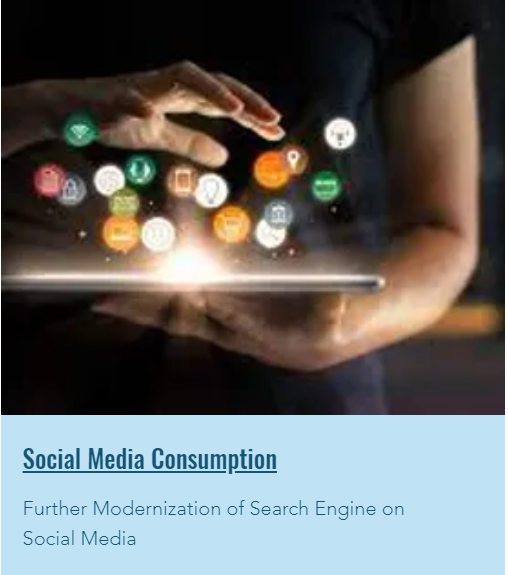 Social Media Consumption
Further Modernization of Search Engine on
Social Media